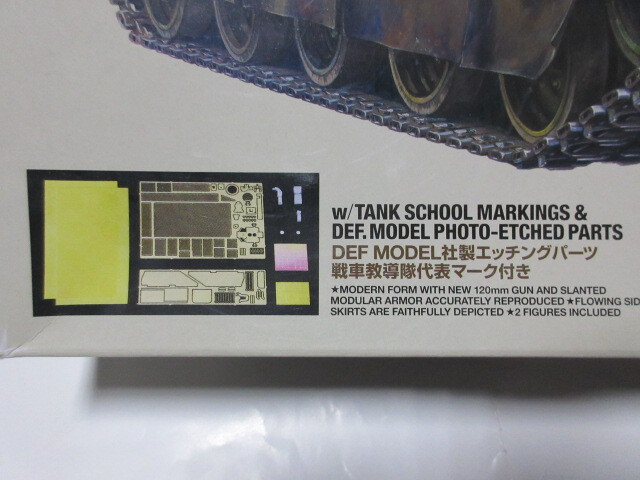 w/TANK SCHOOL MARKINGS &
DEF. MODEL PHOTO-ETCHED PARTS
DEF MODEL社製エッチングパーツ
戦車教導隊代表マーク付き
★MODERN FORM WITH NEW 120mm GUN AND SLANTED
MODULAR ARMOR ACCURATELY REPRODUCED ★FLOWING SID
SKIRTS ARE FAITHFULLY DEPICTED ★2 FIGURES INCLUDED